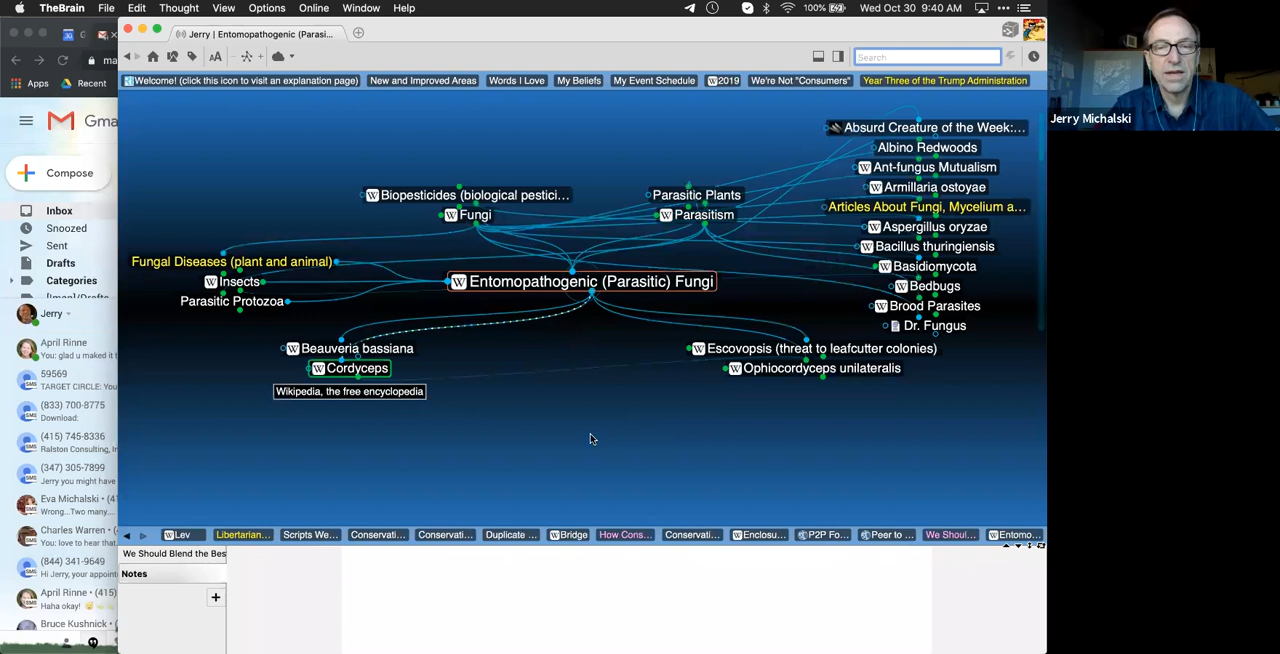 TheBrain File Edit Thought View Options Online Window Help 100% Wed Oct 30 9:40 AM
Jerry | Entomopathogenic (Parasi...
Search
Apps Recent
Welcome! (click this icon to visit an explanation page) New and Improved Areas Words I Love My Beliefs My Event Schedule 2019 We're Not "Consumers" Year Three of the Trump Administration
Jerry Michalski
Compose
Inbox
Snoozed
Sent
Drafts
Categories
Jerry
April Rinne
You: glad u made it t
59569
TARGET CIRCLE: You
(833) 700-8775
Download:
(415) 745-8336
Ralston Consulting, In
(347) 305-7899
Jerry you might have
Eva Michalski • (4
Wrong...Two many
Charles Warren • (
You: love to hear that
(844) 341-9649
Hi Jerry, your appoint
April Rinne • (415)
Haha okay!
Bruce Kushnick •
Absurd Creature of the Week:...
Albino Redwoods
Ant-fungus Mutualism
Armillaria ostoyae
Articles About Fungi, Mycelium a...
Aspergillus oryzae
Bacillus thuringiensis
Basidiomycota
Bedbugs
Brood Parasites
Dr. Fungus
Biopesticides (biological pestici...
Fungi
Parasitic Plants
Parasitism
Fungal Diseases (plant and animal)
Insects
Parasitic Protozoa
Entomopathogenic (Parasitic) Fungi
Beauveria bassiana
Cordyceps
Wikipedia, the free encyclopedia
Escovopsis (threat to leafcutter colonies)
Ophiocordyceps unilateralis
Lev Libertarian... Scripts We... Conservati... Conservati... Duplicate ... Bridge How Cons... Conservati... Enclosu... P2P Fo... Peer to ... We Shoul... Entomo...
We Should Blend the Bes
Notes